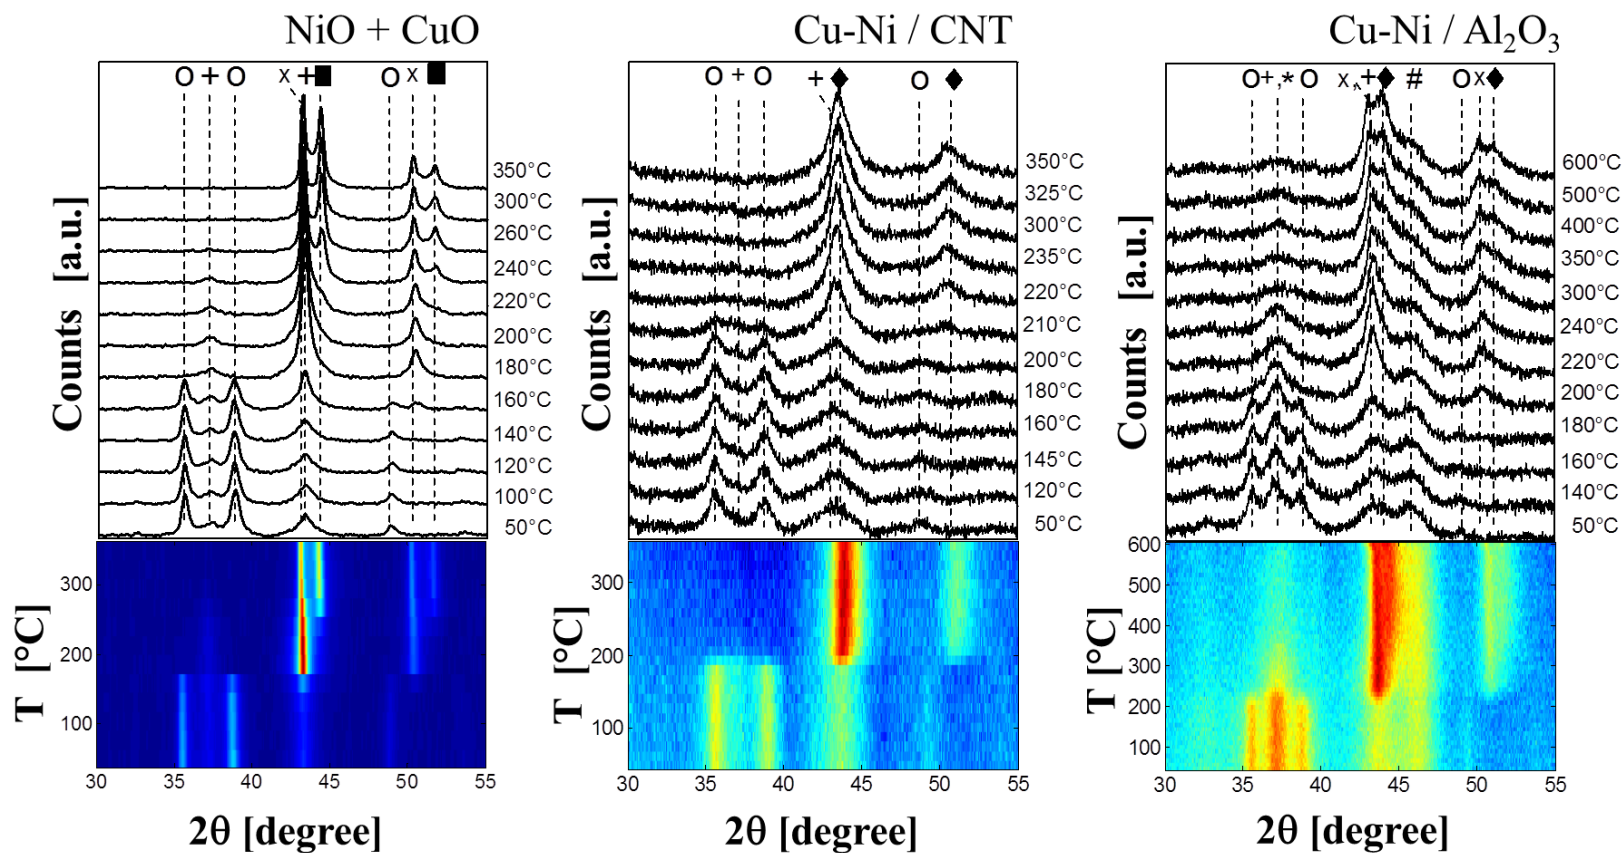 NiO + CuO
O + O x + ■ O x ■
Counts [a.u.]
350°C
300°C
260°C
240°C
220°C
200°C
180°C
160°C
140°C
120°C
100°C
50°C
T [°C]
300
200
100
30 35 40 45 50 55
2θ [degree]
Cu-Ni / CNT
O + O + ◆ O ◆
Counts [a.u.]
350°C
325°C
300°C
235°C
220°C
210°C
200°C
180°C
160°C
145°C
120°C
50°C
T [°C]
300
200
100
30 35 40 45 50 55
2θ [degree]
Cu-Ni / Al₂O₃
O +,* O x,+ ◆ # O x ◆
Counts [a.u.]
600°C
500°C
400°C
350°C
300°C
240°C
220°C
200°C
180°C
160°C
140°C
50°C
T [°C]
600
500
400
300
200
100
30 35 40 45 50 55
2θ [degree]